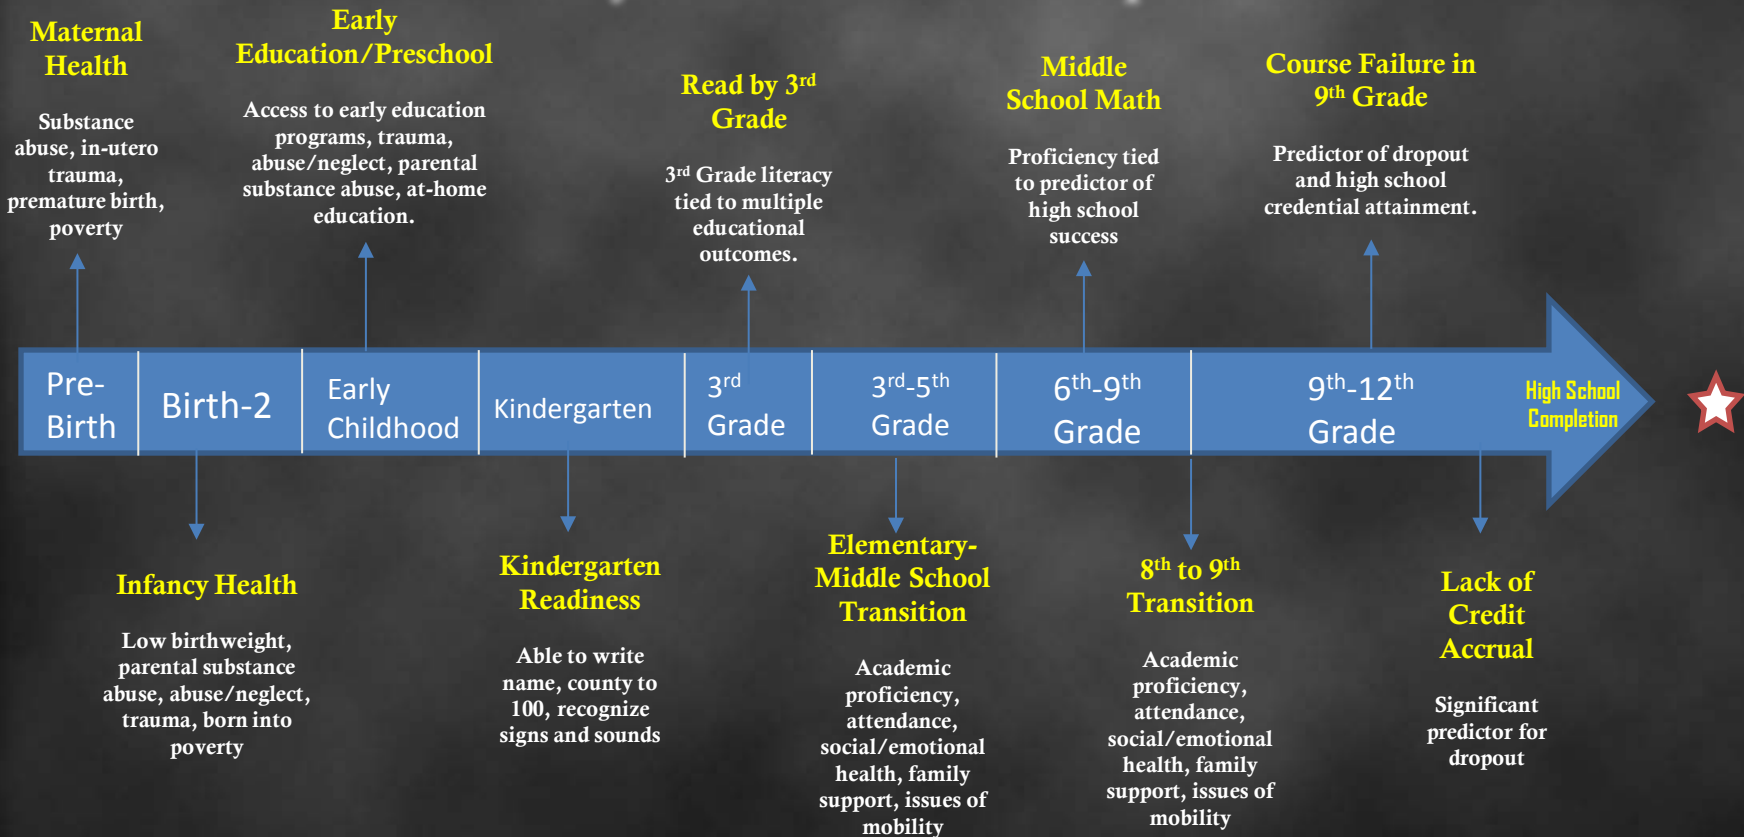 Maternal
Health
Substance
abuse, in-utero
trauma,
premature birth,
poverty
Early
Education/Preschool
Access to early education
programs, trauma,
abuse/neglect, parental
substance abuse, at-home
education.
Read by 3rd
Grade
3rd Grade literacy
tied to multiple
educational
outcomes.
Middle
School Math
Proficiency tied
to predictor of
high school
success
Course Failure in
9th Grade
Predictor of dropout
and high school
credential attainment.
Pre-
Birth
Birth-2
Early
Childhood
Kindergarten
3rd
Grade
3rd-5th
Grade
6th-9th
Grade
9th-12th
Grade
High School
Completion
Infancy Health
Low birthweight,
parental substance
abuse, abuse/neglect,
trauma, born into
poverty
Kindergarten
Readiness
Able to write
name, county to
100, recognize
signs and sounds
Elementary-
Middle School
Transition
Academic
proficiency,
attendance,
social/emotional
health, family
support, issues of
mobility
8th to 9th
Transition
Academic
proficiency,
attendance,
social/emotional
health, family
support, issues of
mobility
Lack of
Credit
Accrual
Significant
predictor for
dropout